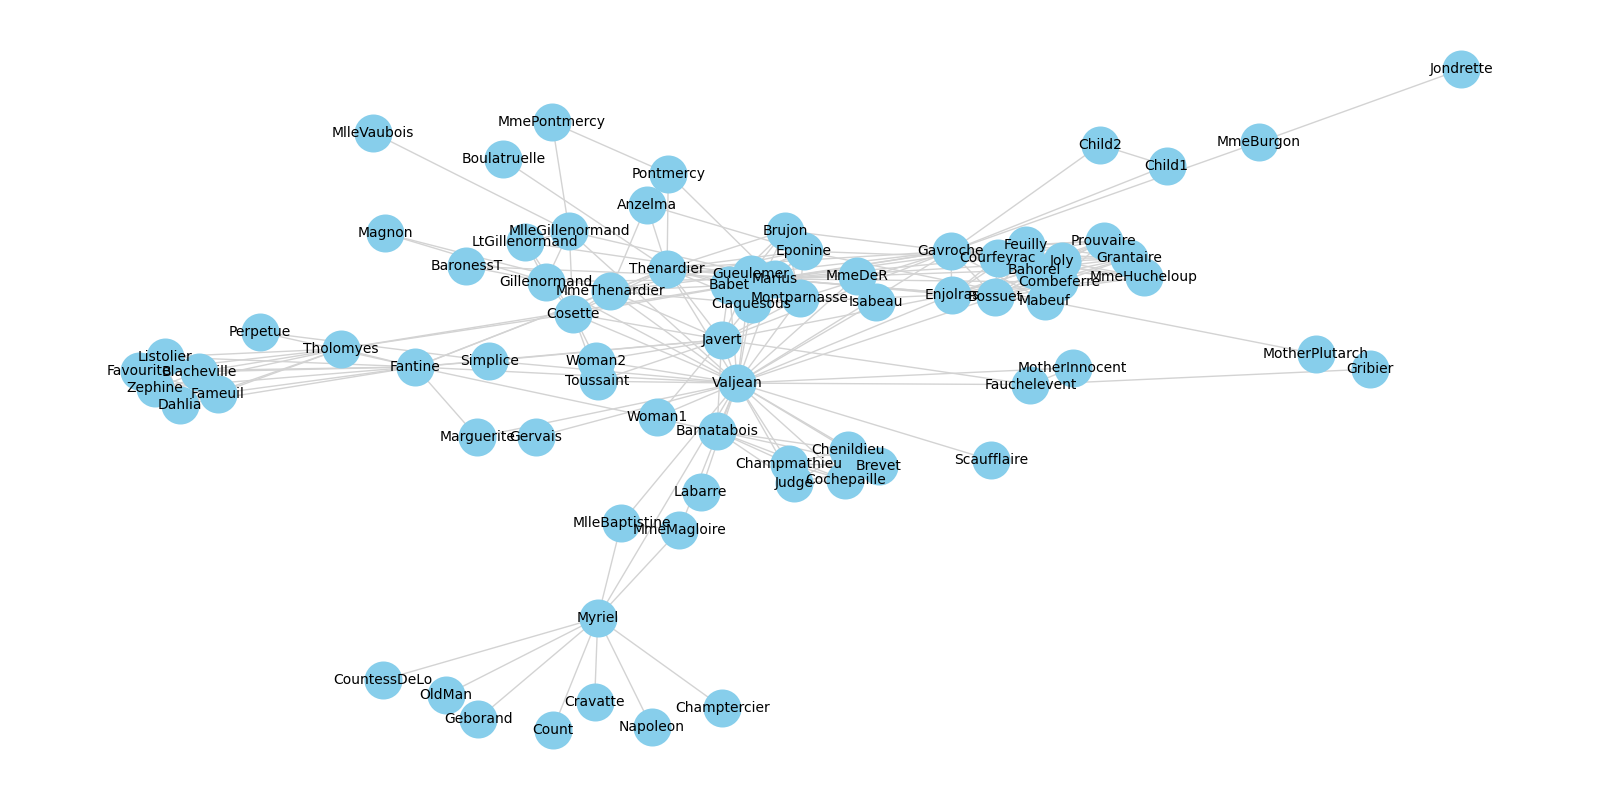 Jondrette
MmePontmercy
MlleVaubois
MmeBurgon
Child2
Boulatruelle
Child1
Pontmercy
Anzelma
Magnon
MlleGillenormand
Brujon
LtGillenormand
Prouvaire
Feuilly
Eponine
Gavroche
Courfeyrac
Grantaire
Joly
BaronessT
Thenardier
Bahorel
Gueulemer
MmeDeR
MmeHucheloup
Marius
Gillenormand
Combeferre
Babet
MmeThenardier
Enjolras
Bossuet
Montparnasse
Mabeuf
Isabeau
Claquesous
Cosette
Perpetue
Javert
Tholomyes
MotherPlutarch
Listolier
Simplice
Woman2
Fantine
MotherInnocent
Gribier
Favourite
Blacheville
Toussaint
Valjean
Fauchelevent
Zephine
Fameuil
Dahlia
Woman1
Bamatabois
Marguerite
Gervais
Chenildieu
Scaufflaire
Champmathieu
Brevet
Cochepaille
Judge
Labarre
MlleBaptistine
MmeMagloire
Myriel
CountessDeLo
OldMan
Cravatte
Champtercier
Geborand
Napoleon
Count